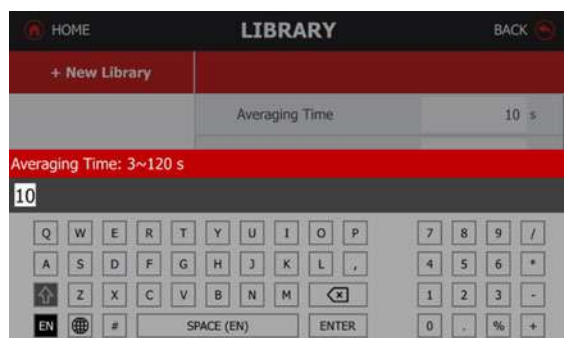 HOME LIBRARY BACK
+ New Library
Averaging Time 10 s
Averaging Time: 3~120 s
10
Q W E R T Y U I O P 7 8 9 /
A S D F G H J K L , 4 5 6 *
Z X C V B N M 1 2 3 -
EN # SPACE (EN) ENTER 0 . % +